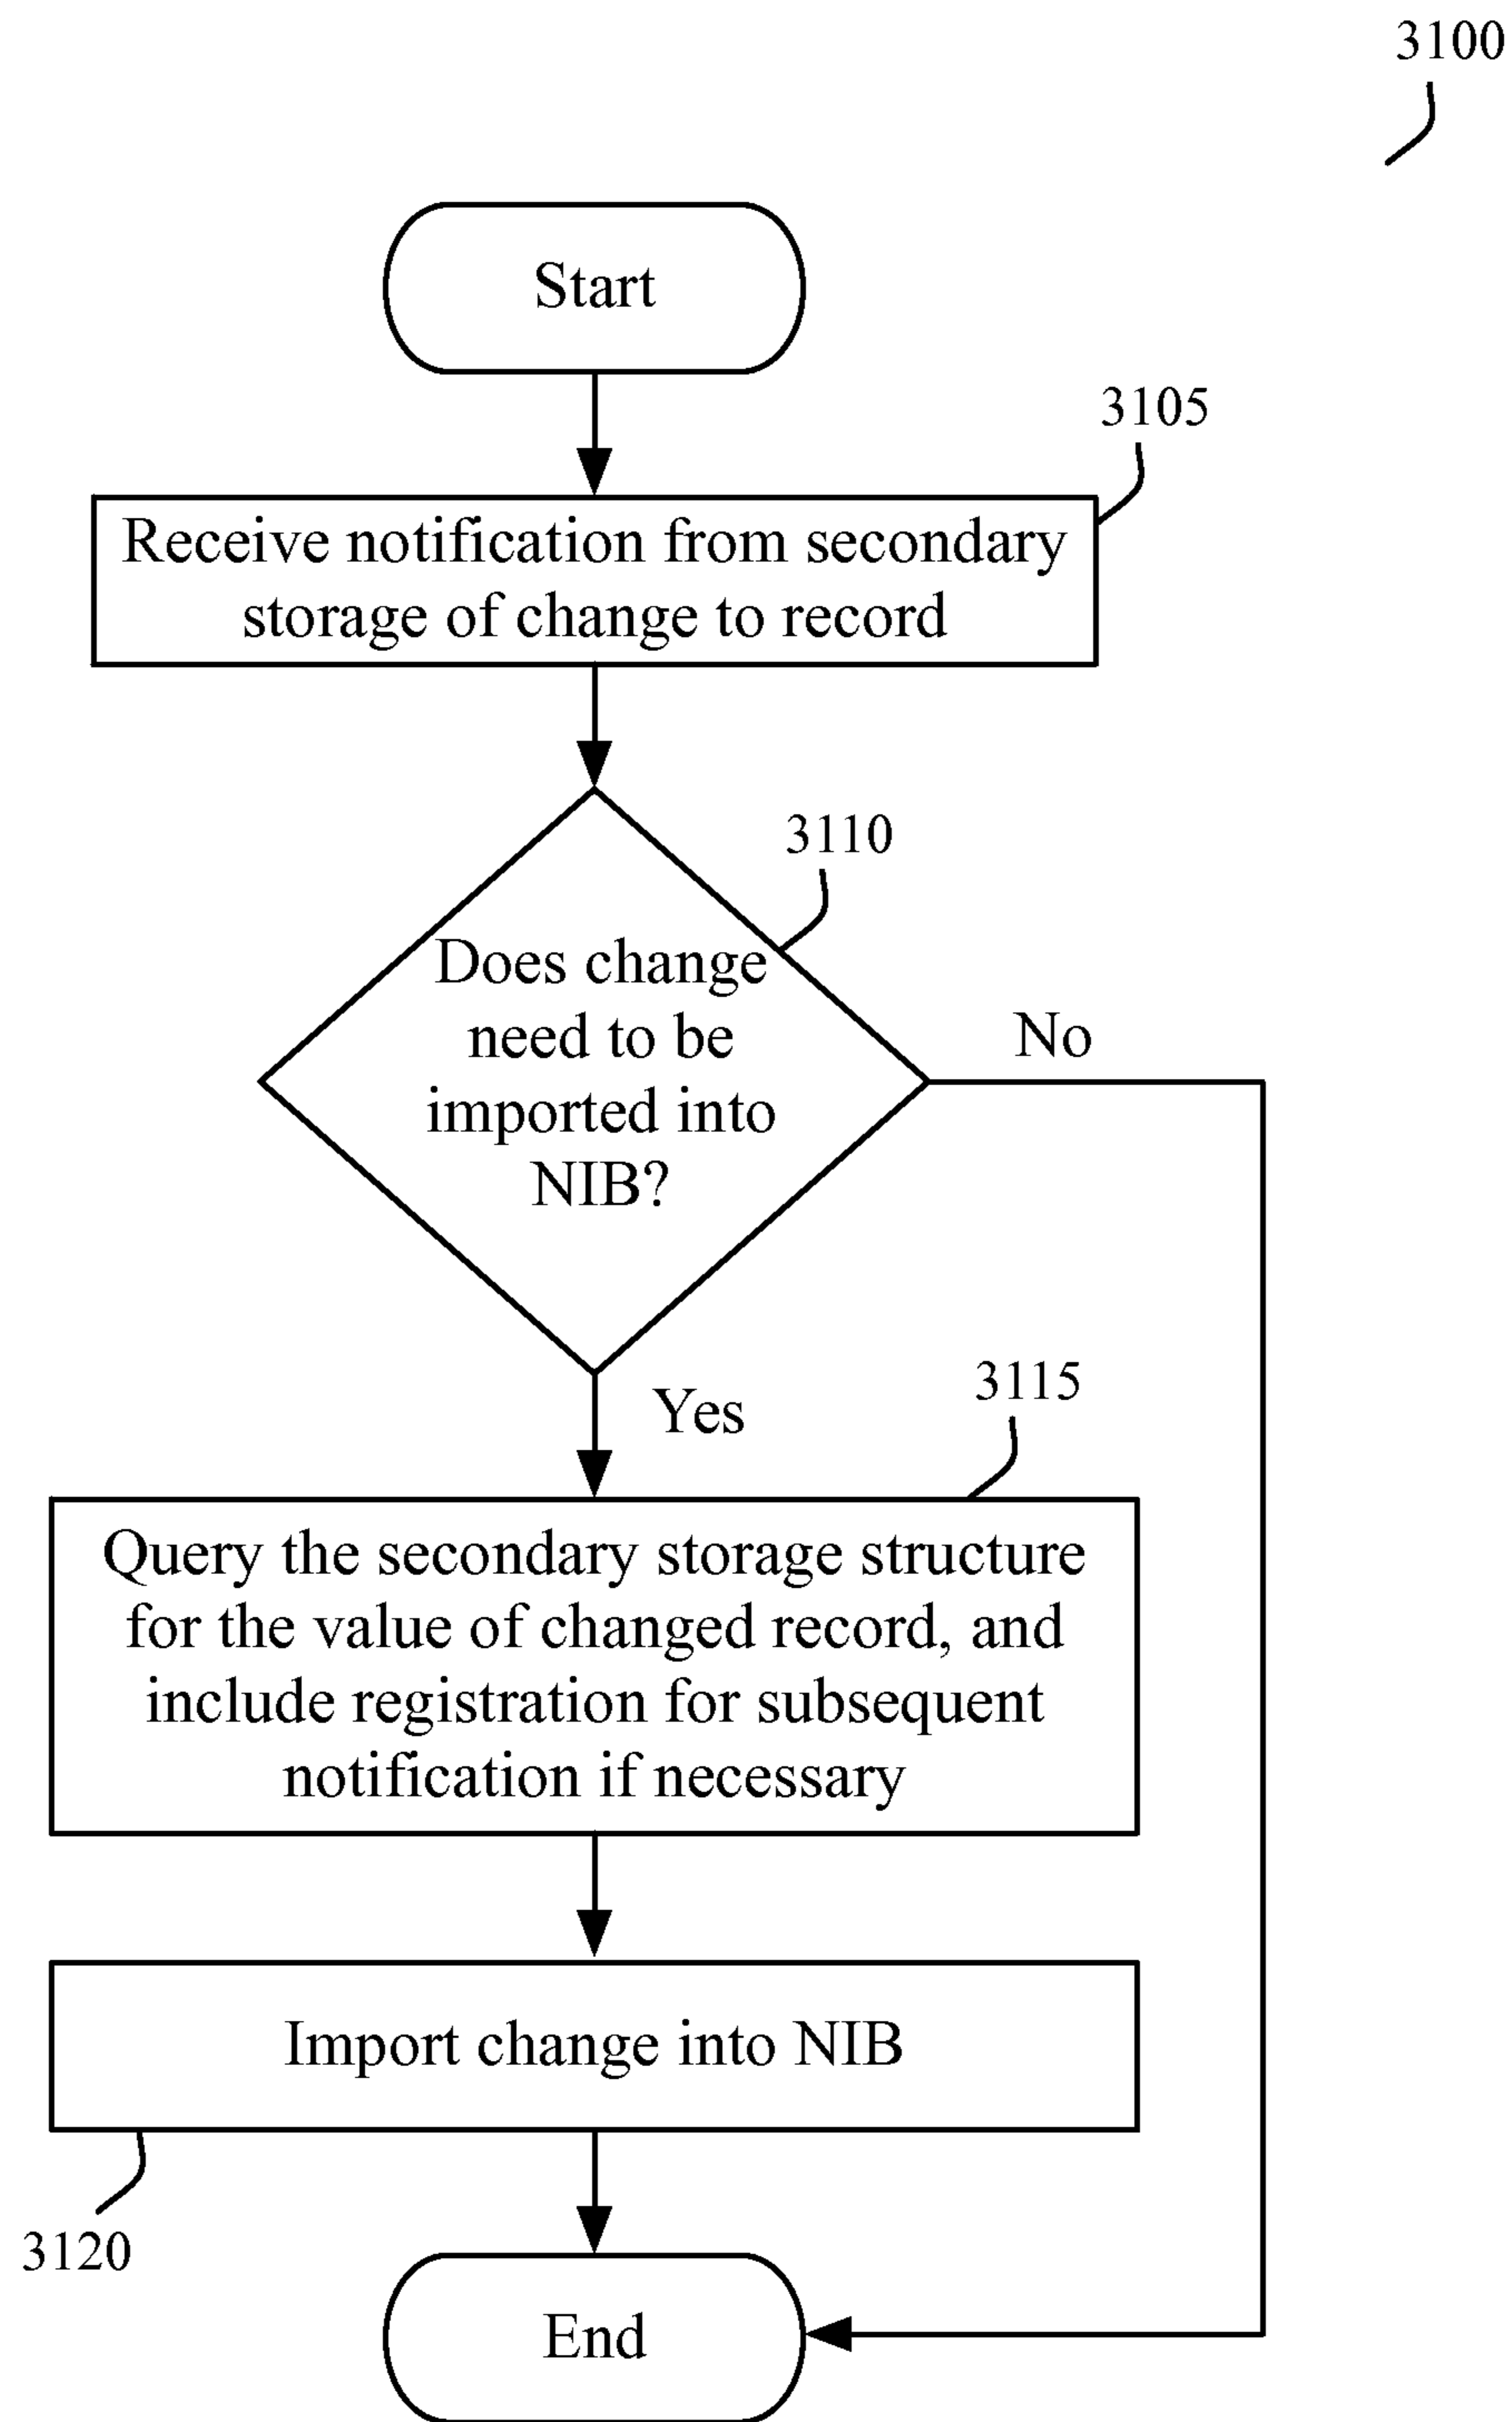 3100
Start
3105
Receive notification from secondary
storage of change to record
3110
Does change
need to be
imported into
NIB?
No
Yes
3115
Query the secondary storage structure
for the value of changed record, and
include registration for subsequent
notification if necessary
Import change into NIB
3120
End